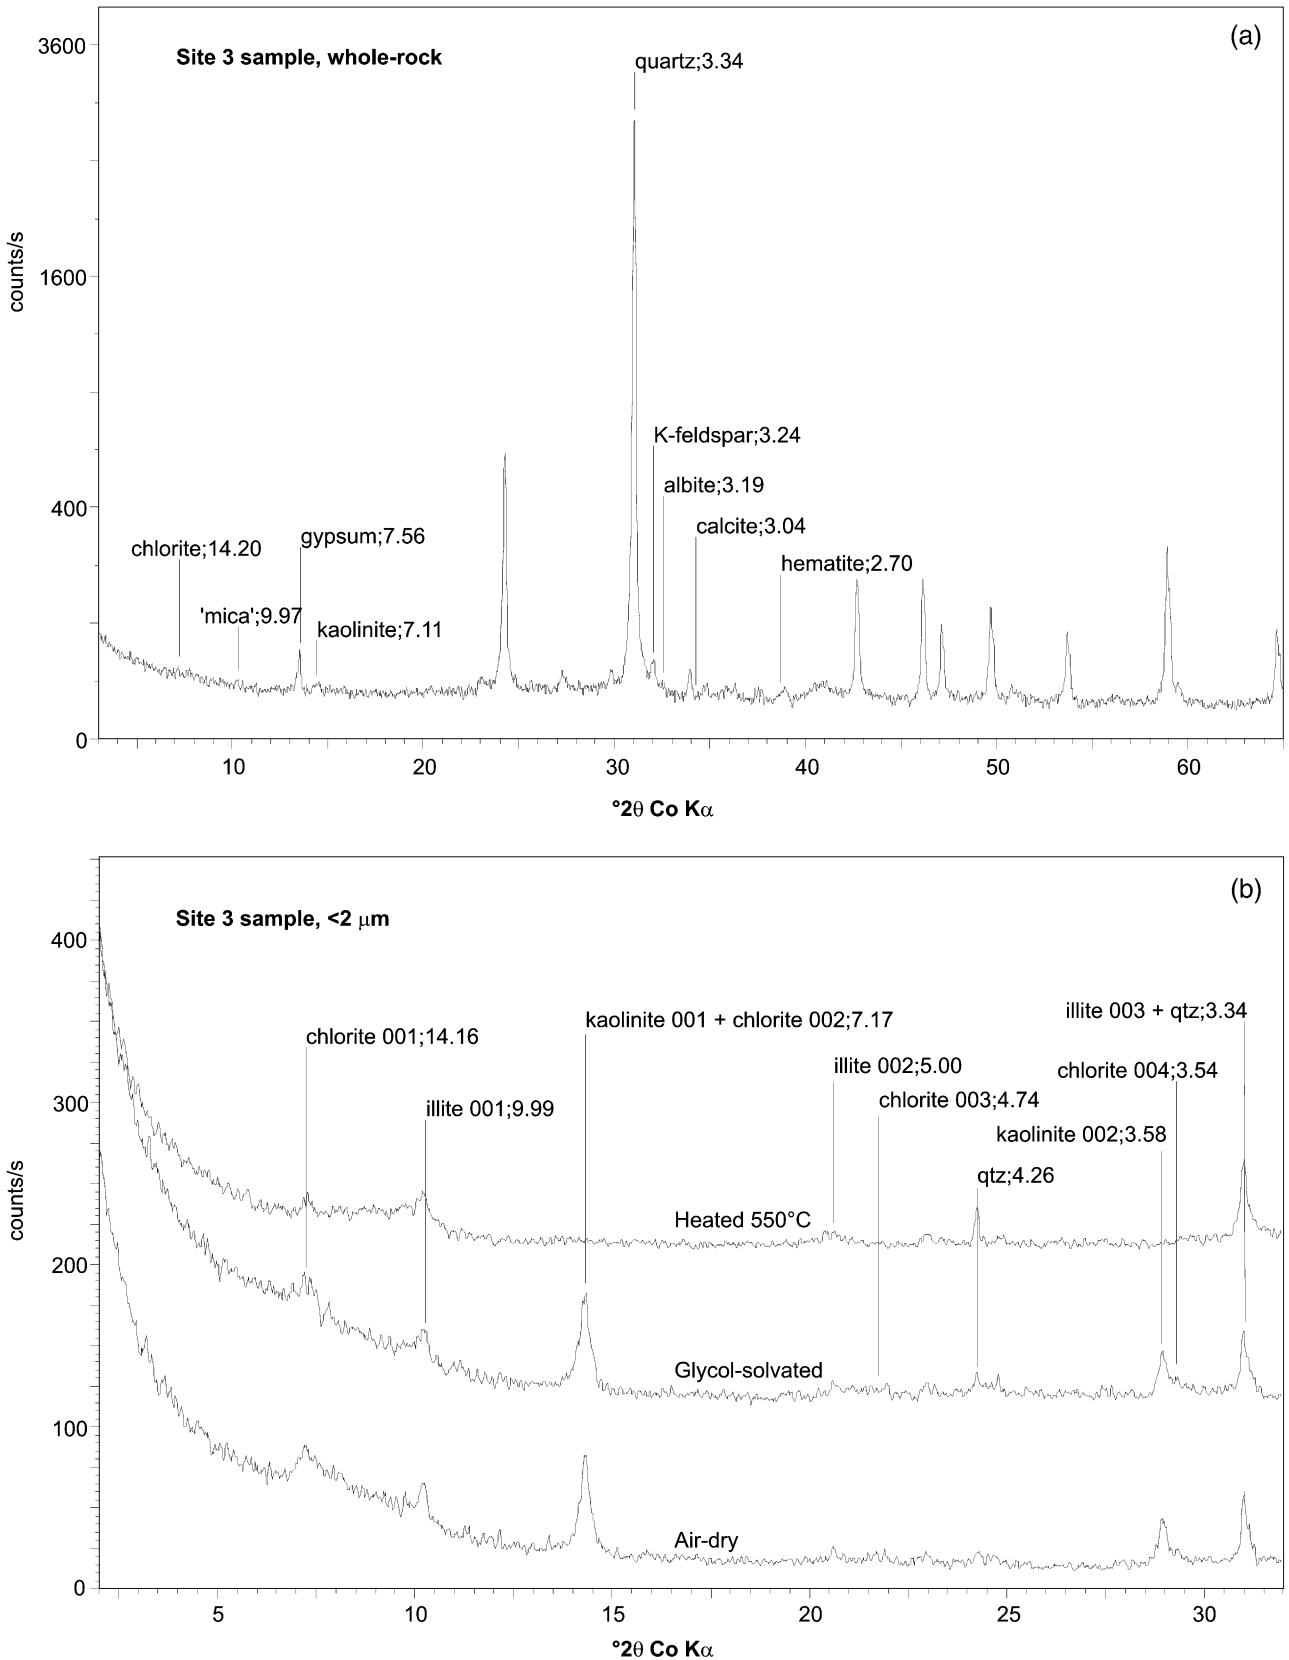 (a)
Site 3 sample, whole-rock
3600
quartz;3.34
counts/s
1600
K-feldspar;3.24
albite;3.19
400
calcite;3.04
gypsum;7.56
chlorite;14.20
hematite;2.70
'mica';9.97
kaolinite;7.11
0
10 20 30 40 50 60
°2θ Co Kα
(b)
Site 3 sample, <2 μm
400
illite 003 + qtz;3.34
kaolinite 001 + chlorite 002;7.17
chlorite 001;14.16
illite 002;5.00
chlorite 004;3.54
300
illite 001;9.99
chlorite 003;4.74
kaolinite 002;3.58
counts/s
qtz;4.26
Heated 550°C
200
Glycol-solvated
100
Air-dry
0
5 10 15 20 25 30
°2θ Co Kα